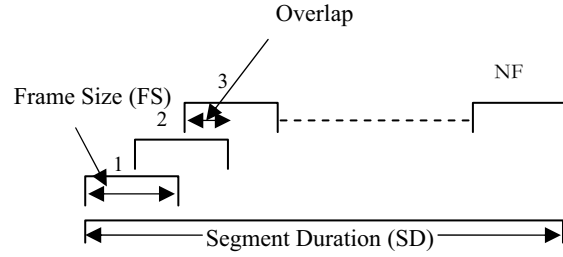 Overlap
3
NF
Frame Size (FS)
2
1
Segment Duration (SD)